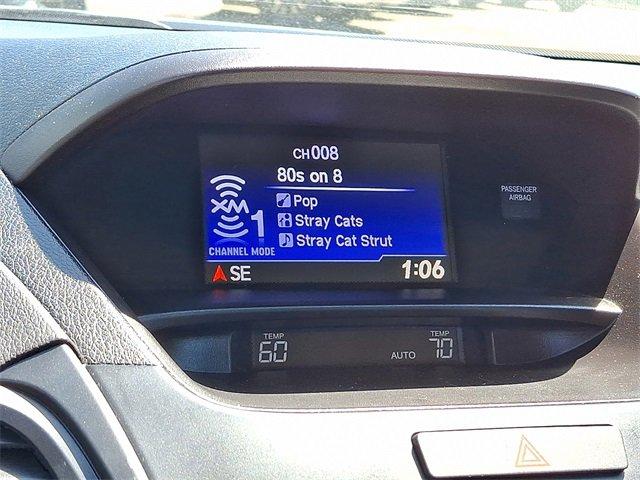 CH008
80s on 8
XM 1
Pop
Stray Cats
Stray Cat Strut
CHANNEL MODE
SE
1:06
PASSENGER
AIRBAG
TEMP
60
AUTO
TEMP
70